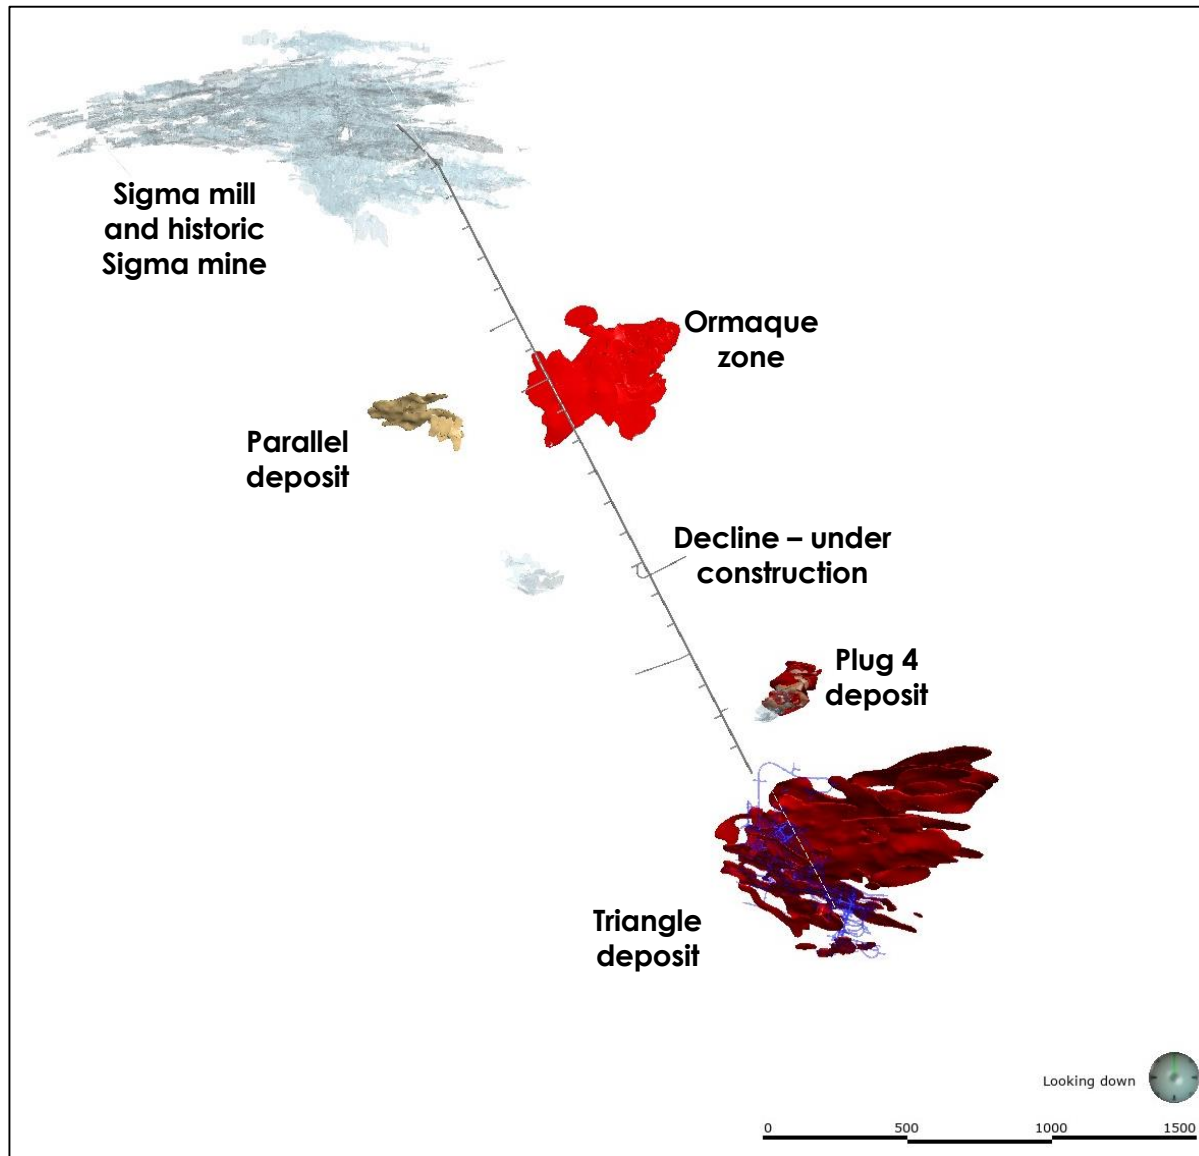 Sigma mill
and historic
Sigma mine
Ormaque
zone
Parallel
deposit
Decline – under
construction
Plug 4
deposit
Triangle
deposit
Looking down
0 500 1000 1500